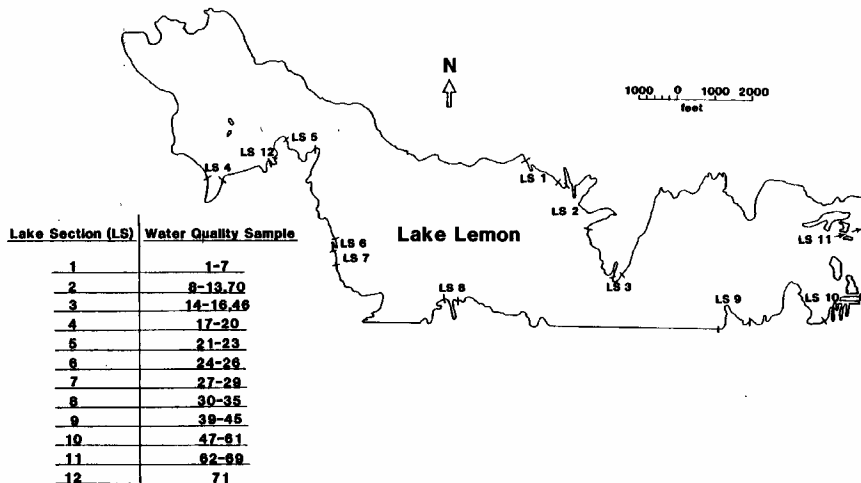 N
1000 0 1000 2000
feet
LS 5
LS 12
LS 4
LS 1
LS 2
Lake Lemon
LS 6
LS 7
LS 11
LS 3
LS 8
LS 9
LS 10
Lake Section (LS) Water Quality Sample
1 1-7
2 8-13,70
3 14-16,46
4 17-20
5 21-23
6 24-26
7 27-29
8 30-35
9 39-45
10 47-61
11 62-69
12 71